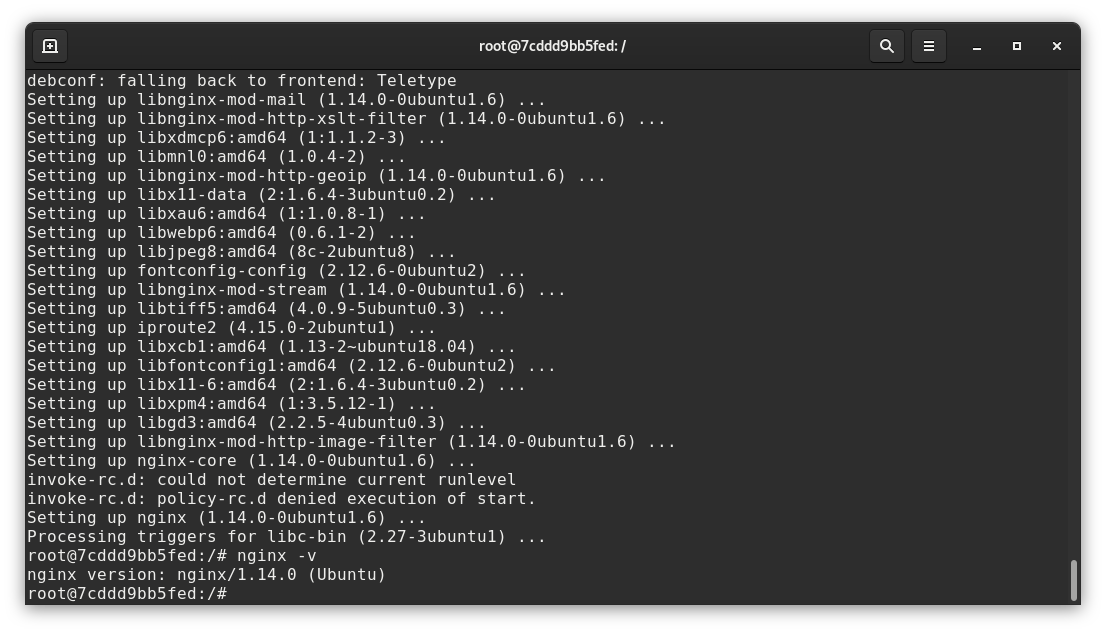 root@7cddd9bb5fed: /
debconf: falling back to frontend: Teletype
Setting up libnginx-mod-mail (1.14.0-0ubuntu1.6) ...
Setting up libnginx-mod-http-xslt-filter (1.14.0-0ubuntu1.6) ...
Setting up libxdmcp6:amd64 (1:1.1.2-3) ...
Setting up libmnl0:amd64 (1.0.4-2) ...
Setting up libnginx-mod-http-geoip (1.14.0-0ubuntu1.6) ...
Setting up libx11-data (2:1.6.4-3ubuntu0.2) ...
Setting up libxau6:amd64 (1:1.0.8-1) ...
Setting up libwebp6:amd64 (0.6.1-2) ...
Setting up libjpeg8:amd64 (8c-2ubuntu8) ...
Setting up fontconfig-config (2.12.6-0ubuntu2) ...
Setting up libnginx-mod-stream (1.14.0-0ubuntu1.6) ...
Setting up libtiff5:amd64 (4.0.9-5ubuntu0.3) ...
Setting up iproute2 (4.15.0-2ubuntu1) ...
Setting up libxcb1:amd64 (1.13-2~ubuntu18.04) ...
Setting up libfontconfig1:amd64 (2.12.6-0ubuntu2) ...
Setting up libx11-6:amd64 (2:1.6.4-3ubuntu0.2) ...
Setting up libxpm4:amd64 (1:3.5.12-1) ...
Setting up libgd3:amd64 (2.2.5-4ubuntu0.3) ...
Setting up libnginx-mod-http-image-filter (1.14.0-0ubuntu1.6) ...
Setting up nginx-core (1.14.0-0ubuntu1.6) ...
invoke-rc.d: could not determine current runlevel
invoke-rc.d: policy-rc.d denied execution of start.
Setting up nginx (1.14.0-0ubuntu1.6) ...
Processing triggers for libc-bin (2.27-3ubuntu1) ...
root@7cddd9bb5fed:/# nginx -v
nginx version: nginx/1.14.0 (Ubuntu)
root@7cddd9bb5fed:/#